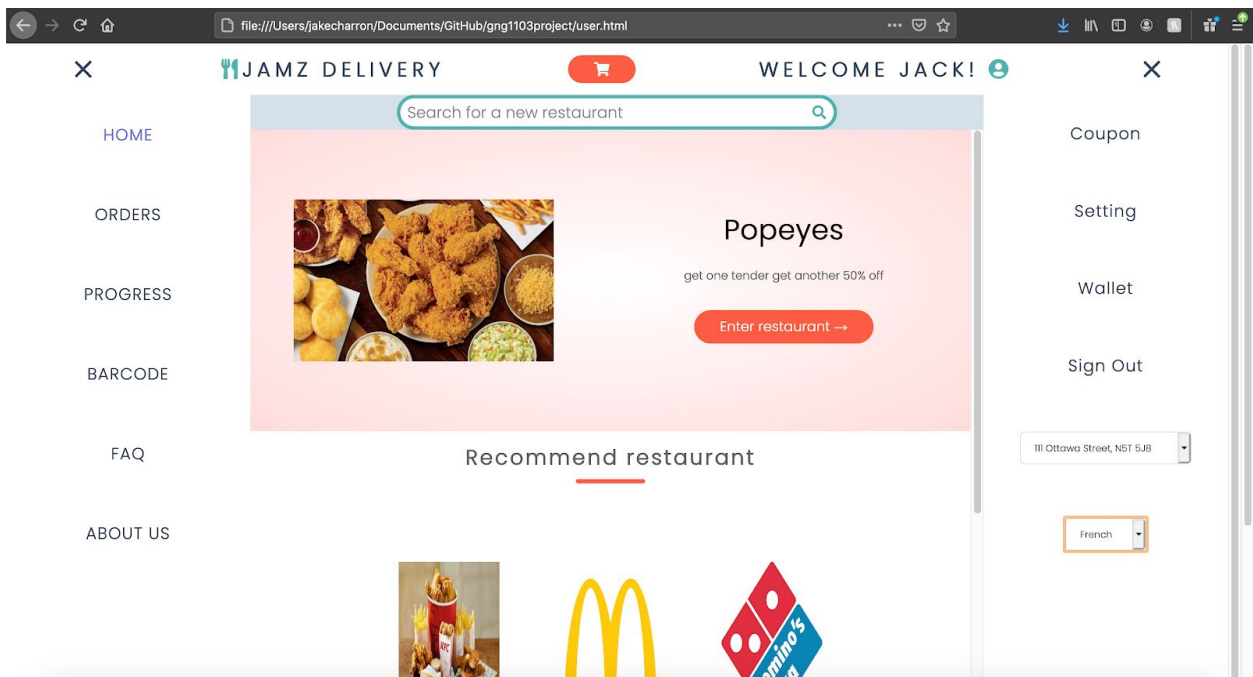 file:///Users/jakecharron/Documents/GitHub/gng1103project/user.html
JAMZ DELIVERY
WELCOME JACK!
Search for a new restaurant
HOME
ORDERS
PROGRESS
BARCODE
FAQ
ABOUT US
Popeyes
get one tender get another 50% off
Enter restaurant →
Recommend restaurant
KFC
omino's
Coupon
Setting
Wallet
Sign Out
111 Ottawa Street, N5T 5J8
French